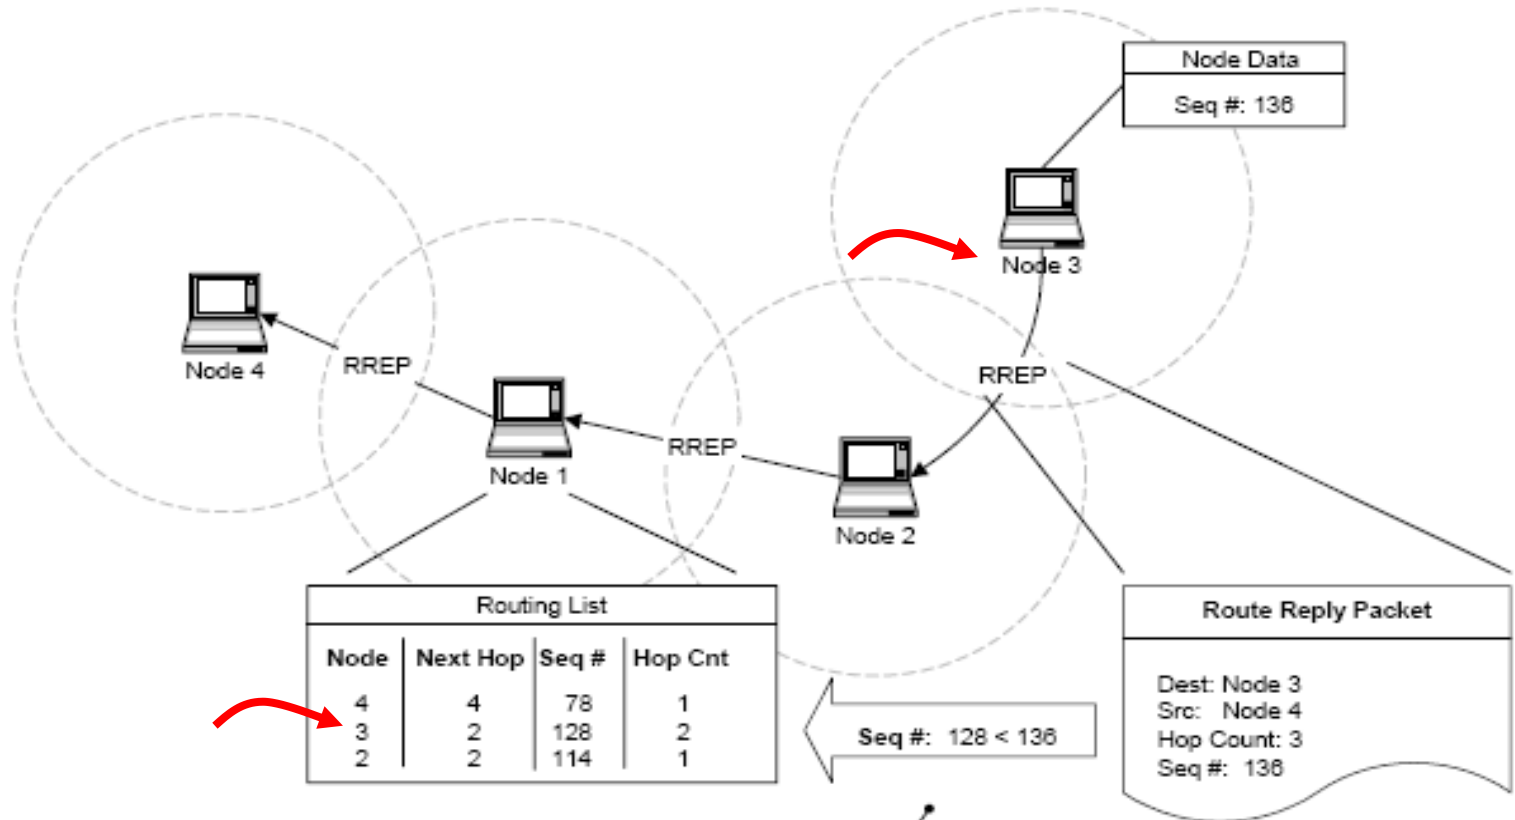 Node Data
Seq #: 136
Node 3
Node 4
RREP
RREP
Node 1
RREP
Node 2
Routing List
Node Next Hop Seq # Hop Cnt
4 4 78 1
3 2 128 2
2 2 114 1
Seq #: 128 < 136
Route Reply Packet
Dest: Node 3
Src: Node 4
Hop Count: 3
Seq #: 136